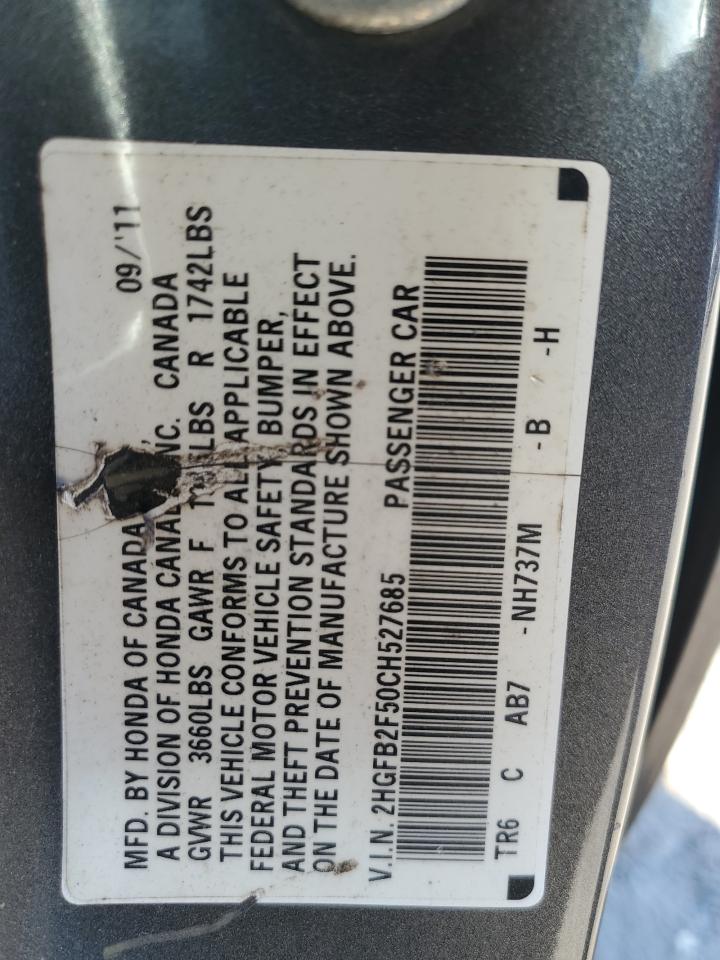 MFD. BY HONDA OF CANADA 09/'11
A DIVISION OF HONDA CANA NC. CANADA
GVWR 3660LBS GAWR F LBS R 1742LBS
THIS VEHICLE CONFORMS TO ALL APPLICABLE
FEDERAL MOTOR VEHICLE SAFETY, BUMPER,
AND THEFT PREVENTION STANDARDS IN EFFECT
ON THE DATE OF MANUFACTURE SHOWN ABOVE.
V.I.N. 2HGFB2F50CH527685 PASSENGER CAR
TR6 C AB7 -NH737M -B -H